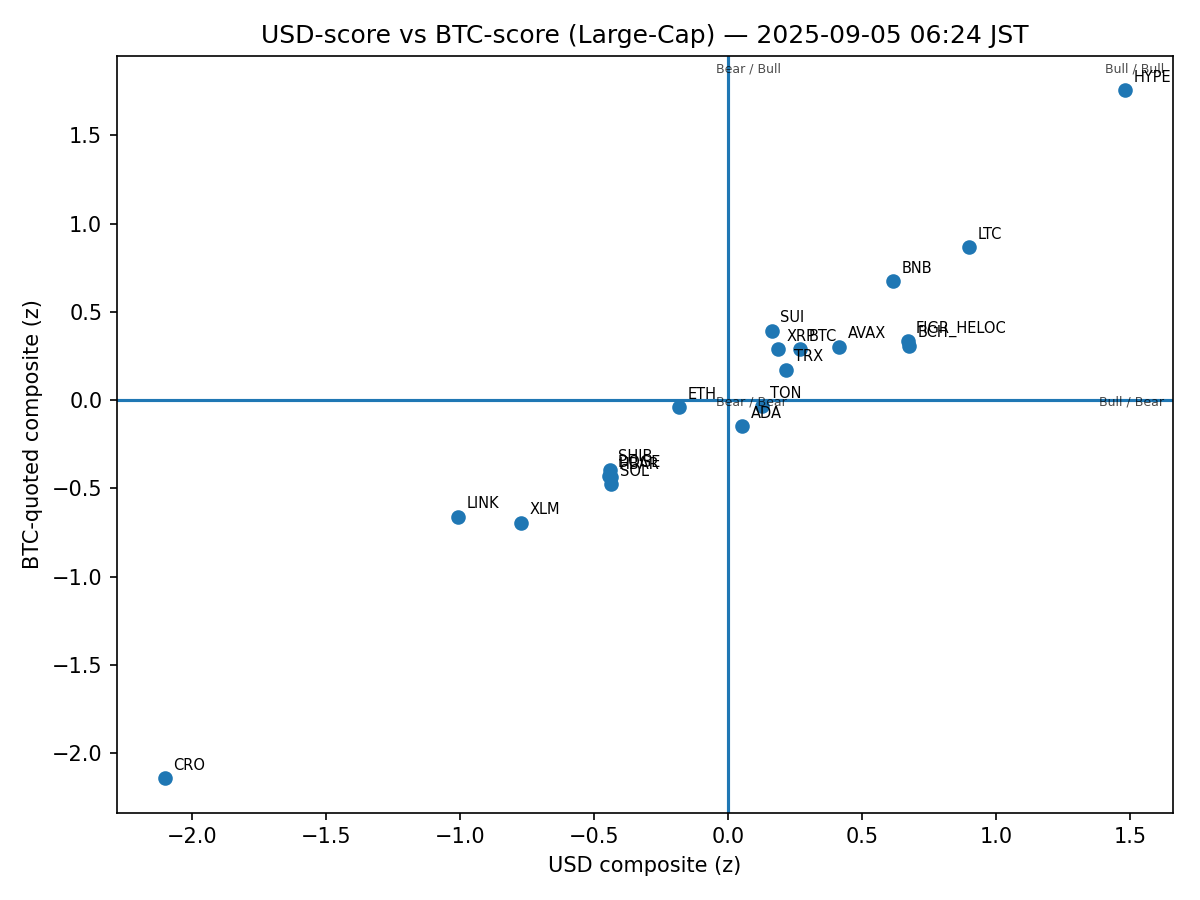 USD-score vs BTC-score (Large-Cap) — 2025-09-05 06:24 JST
Bear / Bull
Bull / Bull
HYPE
LTC
BNB
SUI
FIGR_HELOC
BCH
XRP
BTC
AVAX
TRX
ETH
TON
Bear / Bear
Bull / Bear
ADA
SHIB
SOL
LINK
XLM
CRO
1.5
1.0
0.5
0.0
−0.5
−1.0
−1.5
−2.0
BTC-quoted composite (z)
−2.0
−1.5
−1.0
−0.5
0.0
0.5
1.0
1.5
USD composite (z)